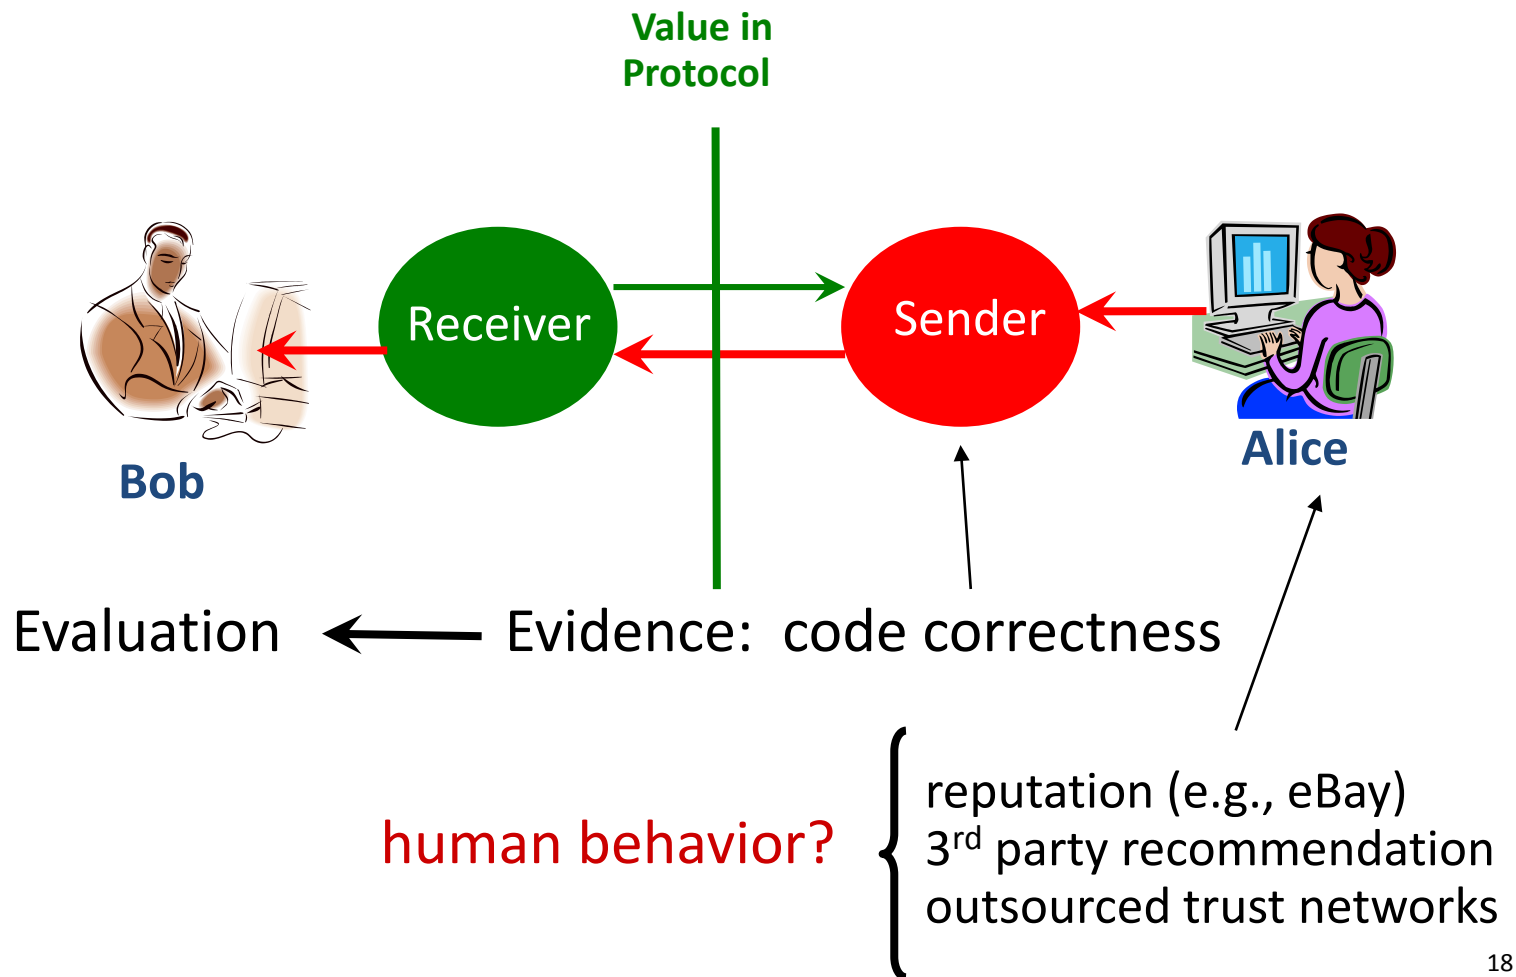 Value in
Protocol
Receiver
Sender
Bob
Alice
Evaluation
Evidence:  code correctness
human behavior?
reputation (e.g., eBay)
3rd party recommendation
outsourced trust networks
18